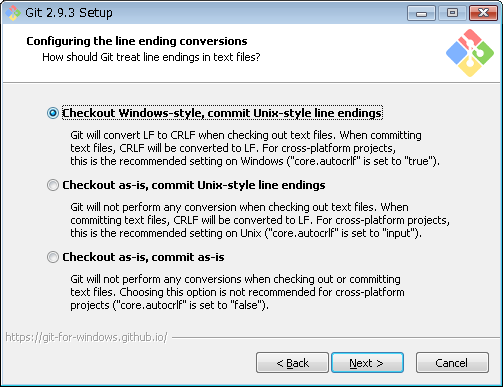 Git 2.9.3 Setup
Configuring the line ending conversions
How should Git treat line endings in text files?
Checkout Windows-style, commit Unix-style line endings
Git will convert LF to CRLF when checking out text files. When committing
text files, CRLF will be converted to LF. For cross-platform projects,
this is the recommended setting on Windows ("core.autocrlf" is set to "true").
Checkout as-is, commit Unix-style line endings
Git will not perform any conversion when checking out text files. When
committing text files, CRLF will be converted to LF. For cross-platform projects,
this is the recommended setting on Unix ("core.autocrlf" is set to "input").
Checkout as-is, commit as-is
Git will not perform any conversions when checking out or committing
text files. Choosing this option is not recommended for cross-platform
projects ("core.autocrlf" is set to "false").
https://git-for-windows.github.io/
< Back Next > Cancel